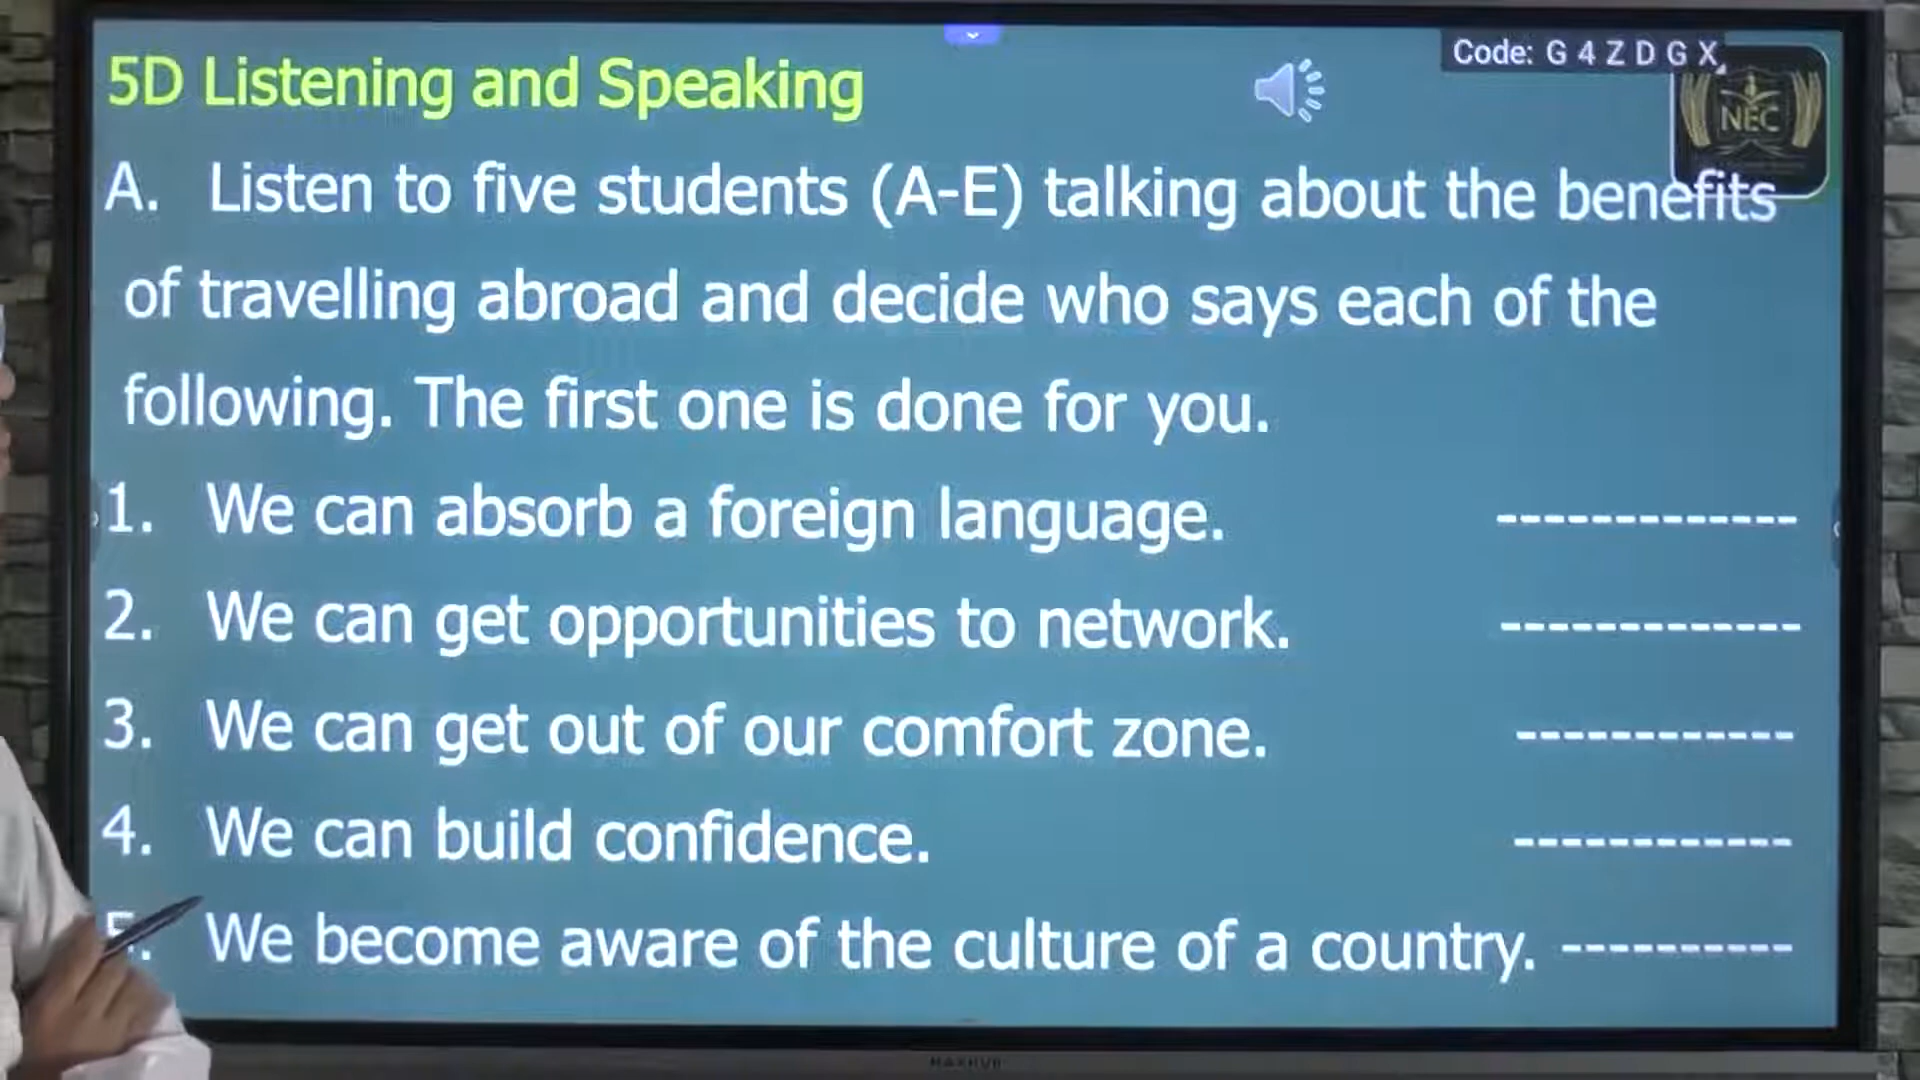 5D Listening and Speaking
Code: G 4 Z D G X
NEC
A. Listen to five students (A-E) talking about the benefits
of travelling abroad and decide who says each of the
following. The first one is done for you.
1. We can absorb a foreign language. -------------
2. We can get opportunities to network. -------------
3. We can get out of our comfort zone. ------------
4. We can build confidence. ------------
5. We become aware of the culture of a country. ----------
MAXHUB